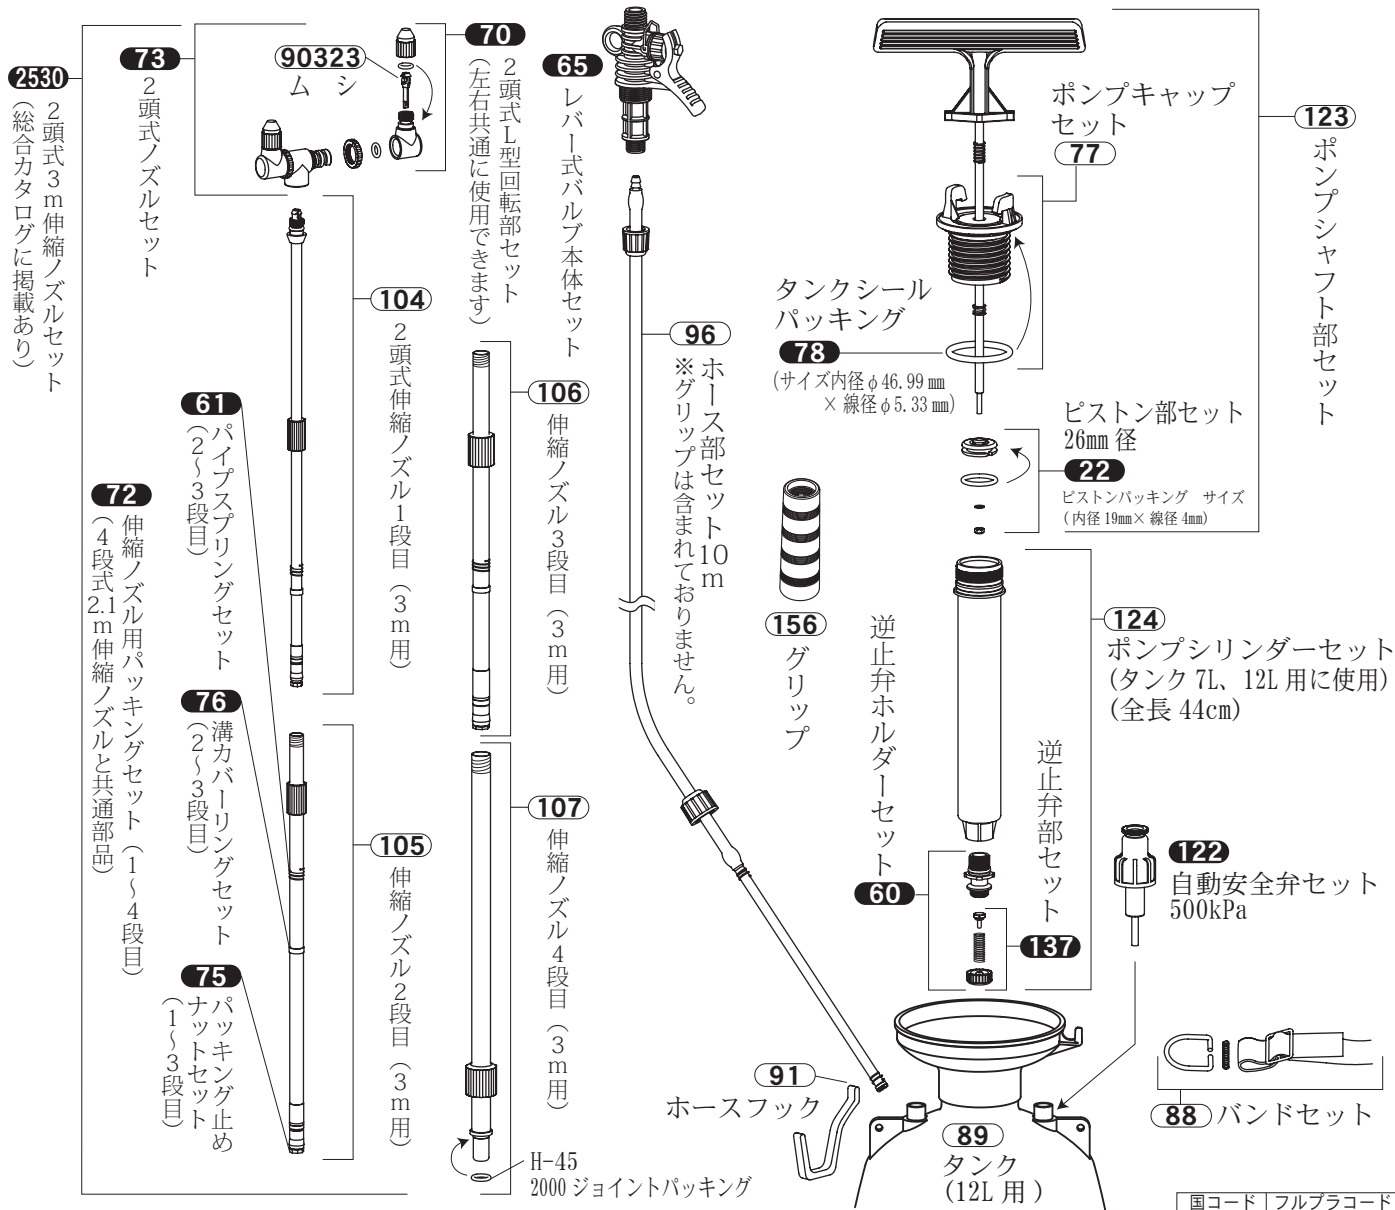 2530
2頭式3m伸縮ノズルセット
(総合カタログに掲載あり)
73
2頭式ノズルセット
90323
ムシ
70
2頭式L型回転部セット
(左右共通に使用できます)
65
レバー式バルブ本体セット
ポンプキャップ
セット
77
123
ポンプシャフト部セット
104
2頭式伸縮ノズル1段目(3m用)
タンクシール
パッキング
78
(サイズ内径φ46.99㎜
×線径φ5.33㎜)
96
ホース部セット10m
※グリップは含まれておりません。
61
パイプスプリングセット
(2〜3段目)
106
伸縮ノズル3段目(3m用)
ピストン部セット
26mm径
22
ピストンパッキング サイズ
(内径19mm×線径4mm)
72
伸縮ノズル用パッキングセット(1〜4段目)
(4段式2.1m伸縮ノズルと共通部品)
156
グリップ
124
ポンプシリンダーセット
(タンク7L、12L用に使用)
(全長44cm)
76
溝カバーリングセット
(2〜3段目)
逆止弁ホルダーセット
60
逆止弁部セット
137
105
伸縮ノズル2段目(3m用)
107
伸縮ノズル4段目(3m用)
122
自動安全弁セット
500kPa
75
パッキング止め
ナットセット
(1〜3段目)
91
ホースフック
88 バンドセット
89
タンク
(12L用)
H-45
2000ジョイントパッキング
国コード フルプラコード